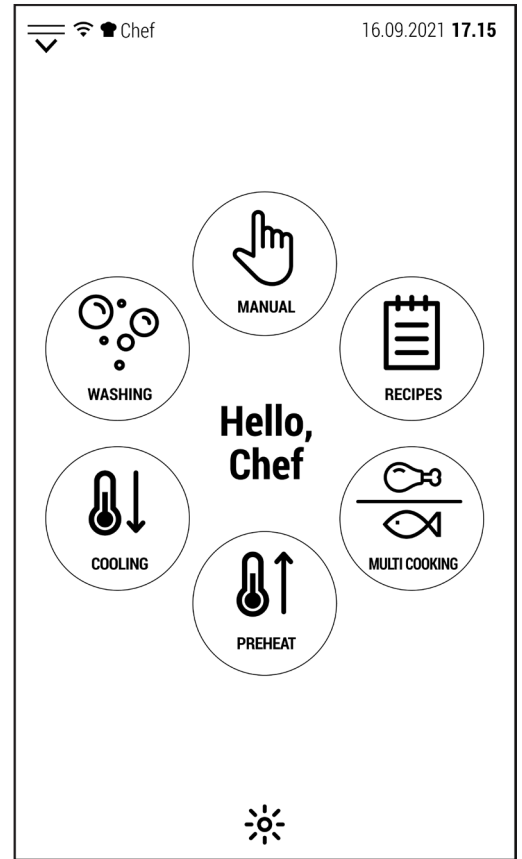 Chef
16.09.2021 17.15
MANUAL
WASHING
RECIPES
Hello,
Chef
COOLING
MULTI COOKING
PREHEAT